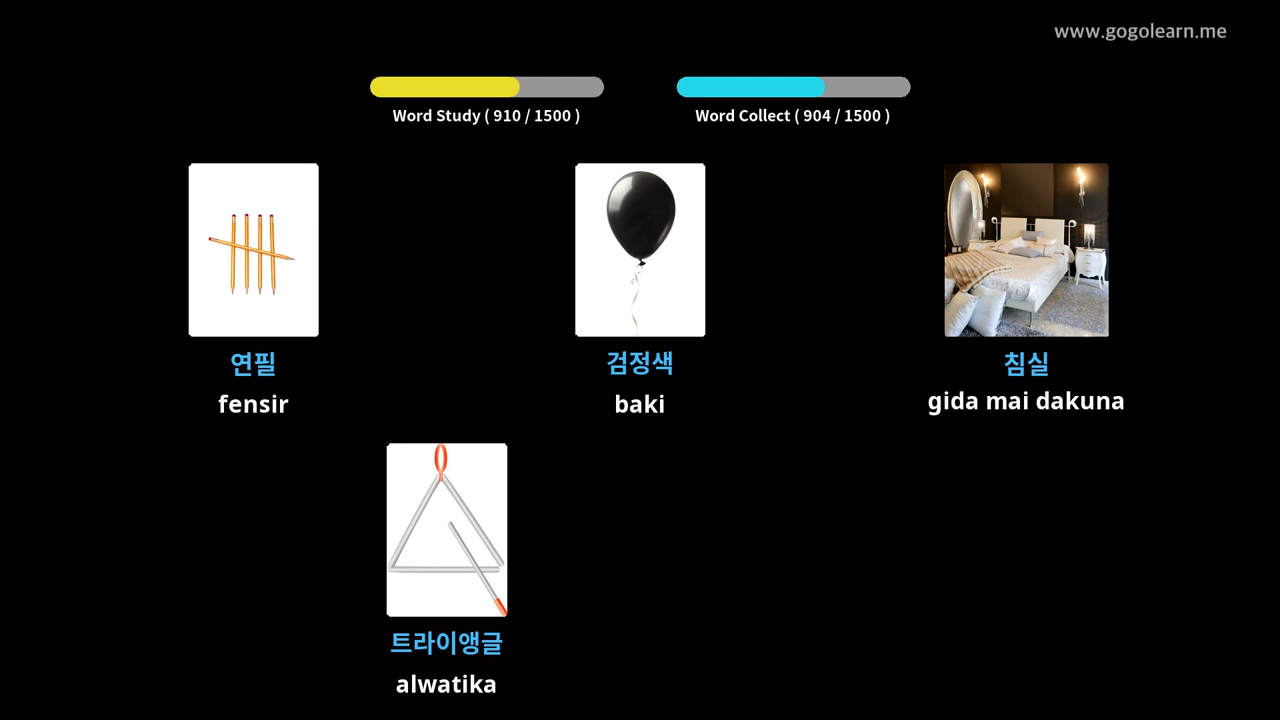 www.gogolearn.me
Word Study ( 910 / 1500 )
Word Collect ( 904 / 1500 )
연필
fensir
검정색
baki
침실
gida mai dakuna
트라이앵글
alwatika